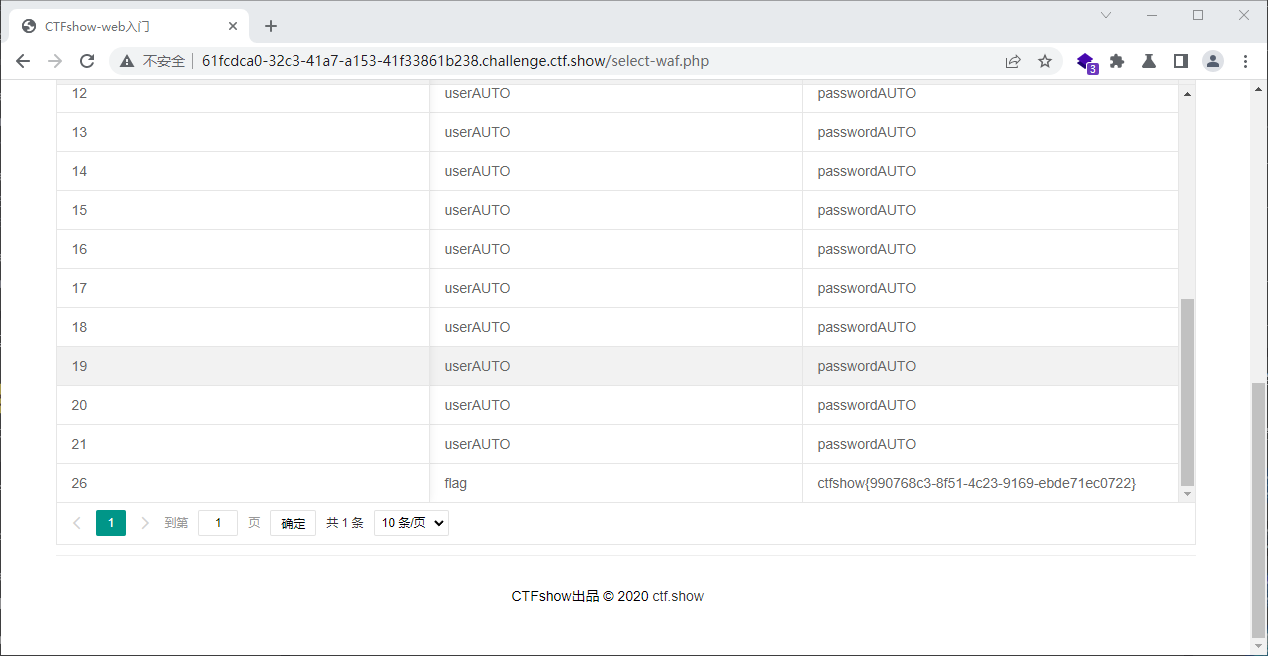 CTFshow-web入门
不安全 61fcdca0-32c3-41a7-a153-41f33861b238.challenge.ctf.show/select-waf.php 3
12 userAUTO passwordAUTO
13 userAUTO passwordAUTO
14 userAUTO passwordAUTO
15 userAUTO passwordAUTO
16 userAUTO passwordAUTO
17 userAUTO passwordAUTO
18 userAUTO passwordAUTO
19 userAUTO passwordAUTO
20 userAUTO passwordAUTO
21 userAUTO passwordAUTO
26 flag ctfshow{990768c3-8f51-4c23-9169-ebde71ec0722}
1 到第 1 页 确定 共 1 条 10 条/页
CTFshow出品 © 2020 ctf.show